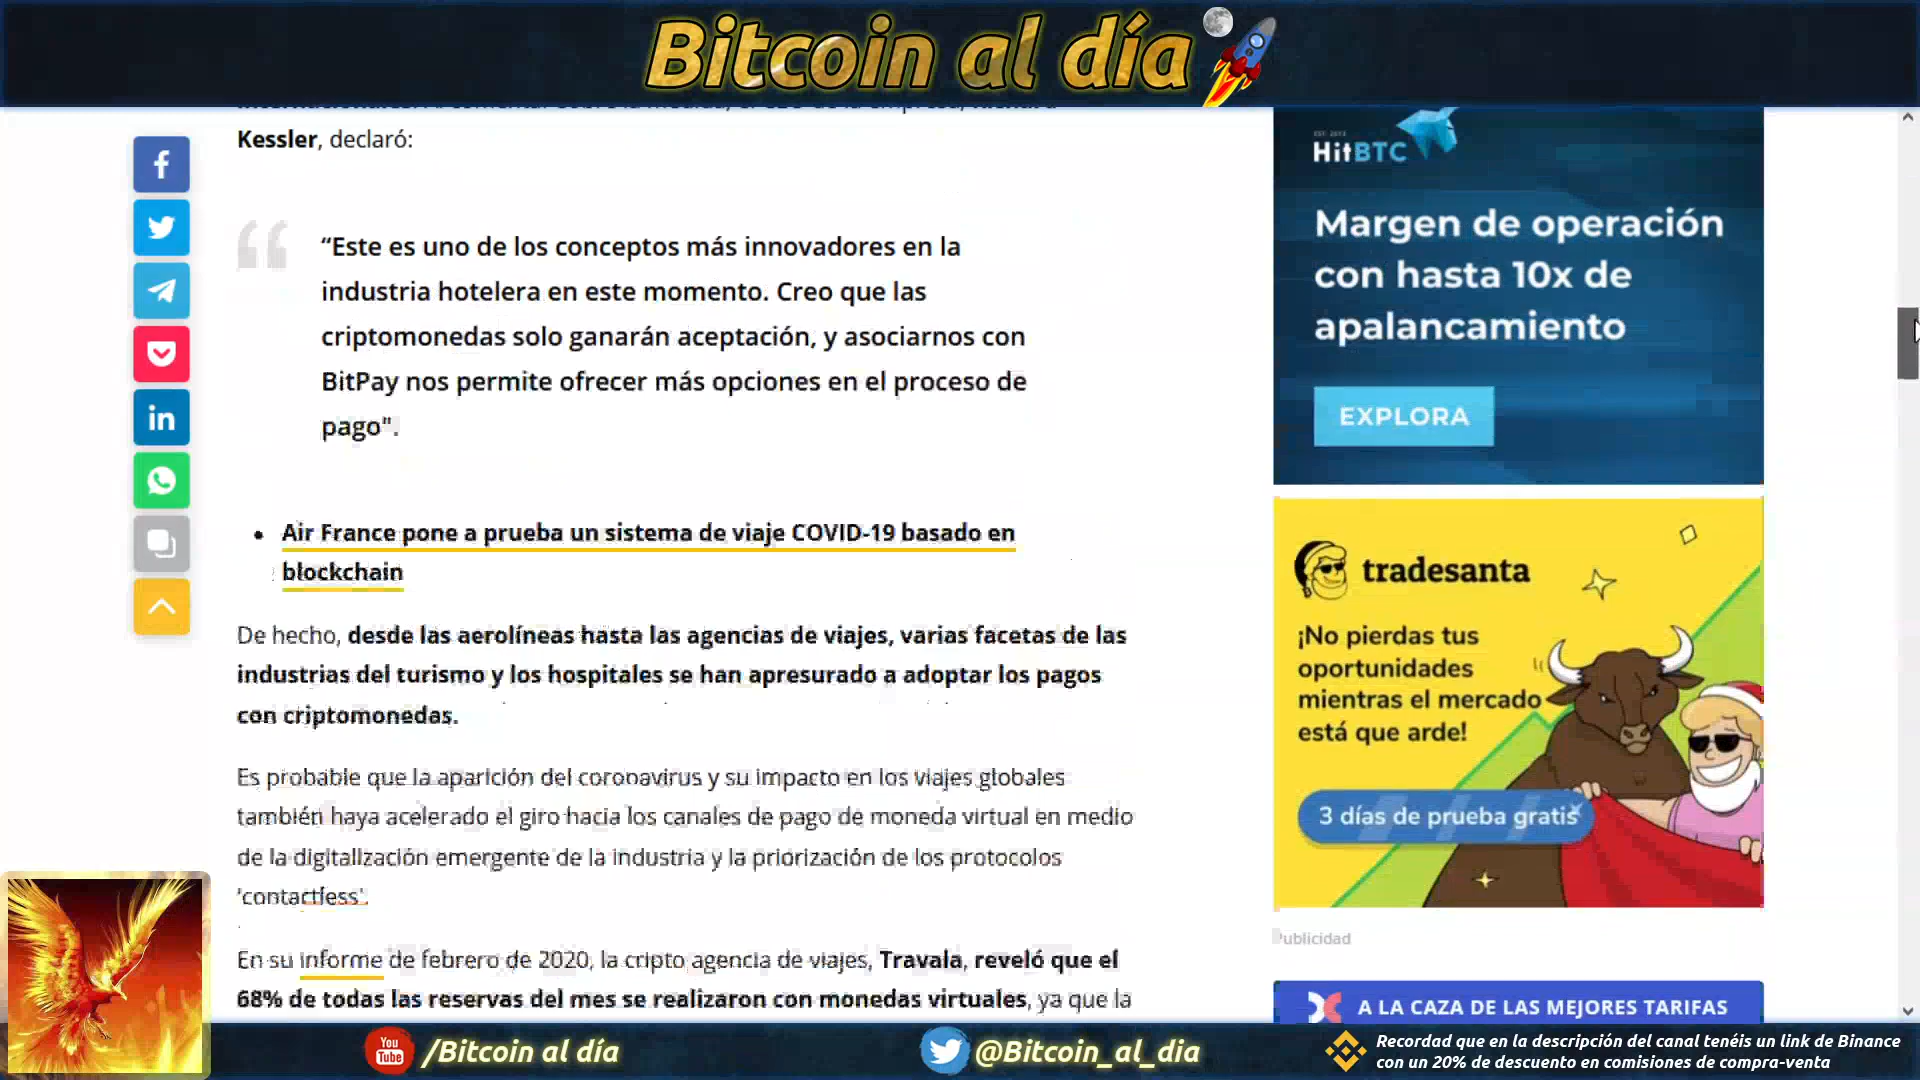 Bitcoin al día
Kessler, declaró:
“Este es uno de los conceptos más innovadores en la
industria hotelera en este momento. Creo que las
criptomonedas solo ganarán aceptación, y asociarnos con
BitPay nos permite ofrecer más opciones en el proceso de
pago".
Air France pone a prueba un sistema de viaje COVID-19 basado en
blockchain
De hecho, desde las aerolíneas hasta las agencias de viajes, varias facetas de las
industrias del turismo y los hospitales se han apresurado a adoptar los pagos
con criptomonedas.
Es probable que la aparición del coronavirus y su impacto en los viajes globales
también haya acelerado el giro hacia los canales de pago de moneda virtual en medio
de la digitalización emergente de la industria y la priorización de los protocolos
'contactless'.
En su informe de febrero de 2020, la cripto agencia de viajes, Travala, reveló que el
68% de todas las reservas del mes se realizaron con monedas virtuales, ya que la
HitBTC
Margen de operación
con hasta 10x de
apalancamiento
EXPLORA
tradesanta
¡No pierdas tus
oportunidades
mientras el mercado
está que arde!
3 días de prueba gratis
Publicidad
A LA CAZA DE LAS MEJORES TARIFAS
You Tube
/Bitcoin al día
@Bitcoin_al_dia
Recordad que en la descripción del canal tenéis un link de Binance
con un 20% de descuento en comisiones de compra-venta